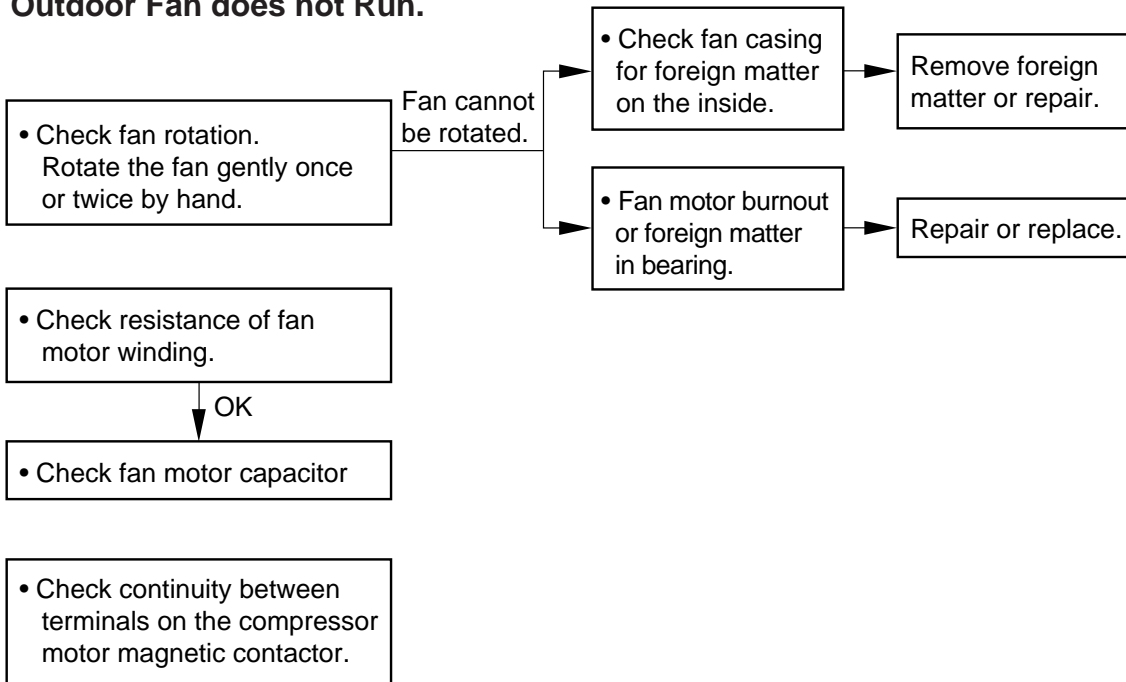 Outdoor Fan does not Run.
• Check fan rotation.
Rotate the fan gently once
or twice by hand.
Fan cannot
be rotated.
• Check fan casing
for foreign matter
on the inside.
Remove foreign
matter or repair.
• Fan motor burnout
or foreign matter
in bearing.
Repair or replace.
• Check resistance of fan
motor winding.
OK
• Check fan motor capacitor
• Check continuity between
terminals on the compressor
motor magnetic contactor.